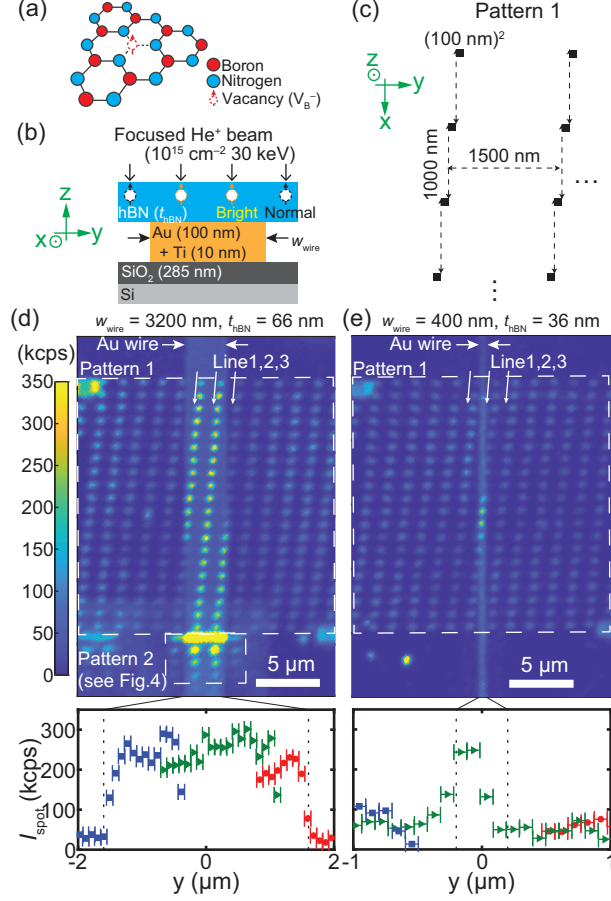 (a)
Boron
Nitrogen
Vacancy (V_B⁻)
(b)
Focused He⁺ beam
(10¹⁵ cm⁻² 30 keV)
z
x
y
hBN (t_hBN)
Bright
Normal
Au (100 nm)
+ Ti (10 nm)
w_wire
SiO₂ (285 nm)
Si
(c)
Pattern 1
(100 nm)²
z
y
x
1000 nm
1500 nm
...
⋮
(d)
w_wire = 3200 nm, t_hBN = 66 nm
(kcps)
Au wire
Pattern 1
Line1,2,3
350
300
250
200
150
100
50
0
Pattern 2
(see Fig.4)
5 μm
(e)
w_wire = 400 nm, t_hBN = 36 nm
Au wire
Pattern 1
Line1,2,3
5 μm
I_spot (kcps)
300
200
100
0
-2
0
2
y (μm)
-1
0
1
y (μm)